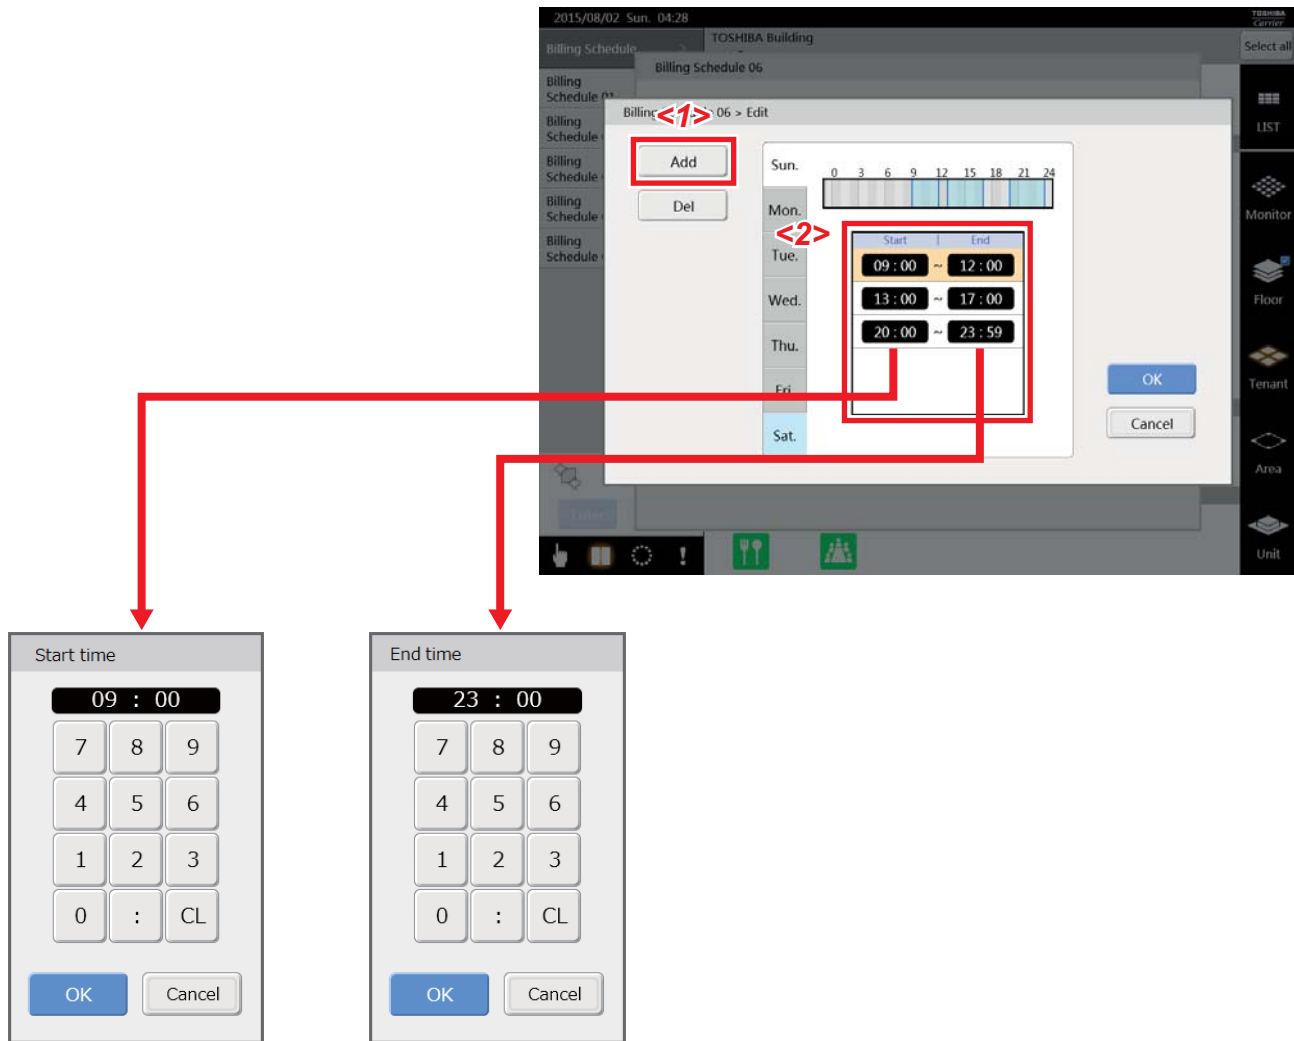 2015/08/02 Sun. 04:28
TOSHIBA
Carrier
Billing Schedule >
TOSHIBA Building
Select all
Billing Schedule 06
Billing
Schedule 01
Billing
Schedule
Billing
Schedule
Billing
Schedule
Billing
Schedule
Billing 06 > Edit
<1>
Add
Del
Sun.
Mon.
Tue.
Wed.
Thu.
Fri.
Sat.
0 3 6 9 12 15 18 21 24
<2>
Start | End
09 : 00 ~ 12 : 00
13 : 00 ~ 17 : 00
20 : 00 ~ 23 : 59
OK
Cancel
LIST
Monitor
Floor
Tenant
Area
Unit
Start time
09 : 00
7 8 9
4 5 6
1 2 3
0 : CL
OK Cancel
End time
23 : 00
7 8 9
4 5 6
1 2 3
0 : CL
OK Cancel